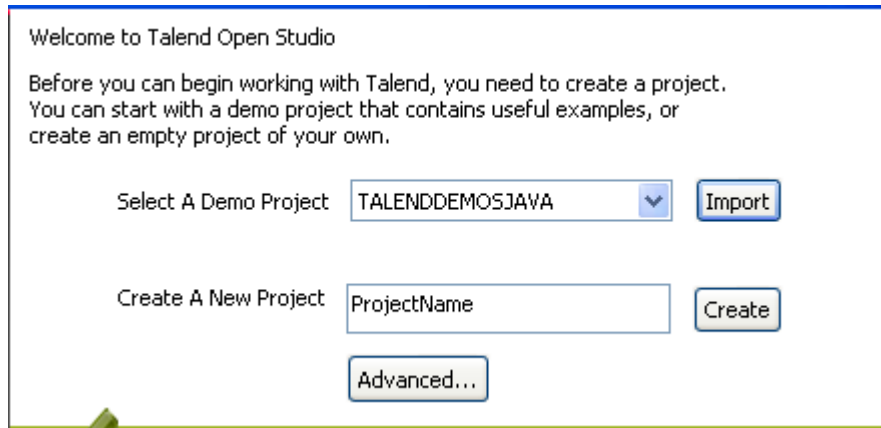 Welcome to Talend Open Studio
Before you can begin working with Talend, you need to create a project.
You can start with a demo project that contains useful examples, or
create an empty project of your own.
Select A Demo Project TALENDDEMOSJAVA Import
Create A New Project ProjectName Create
Advanced...